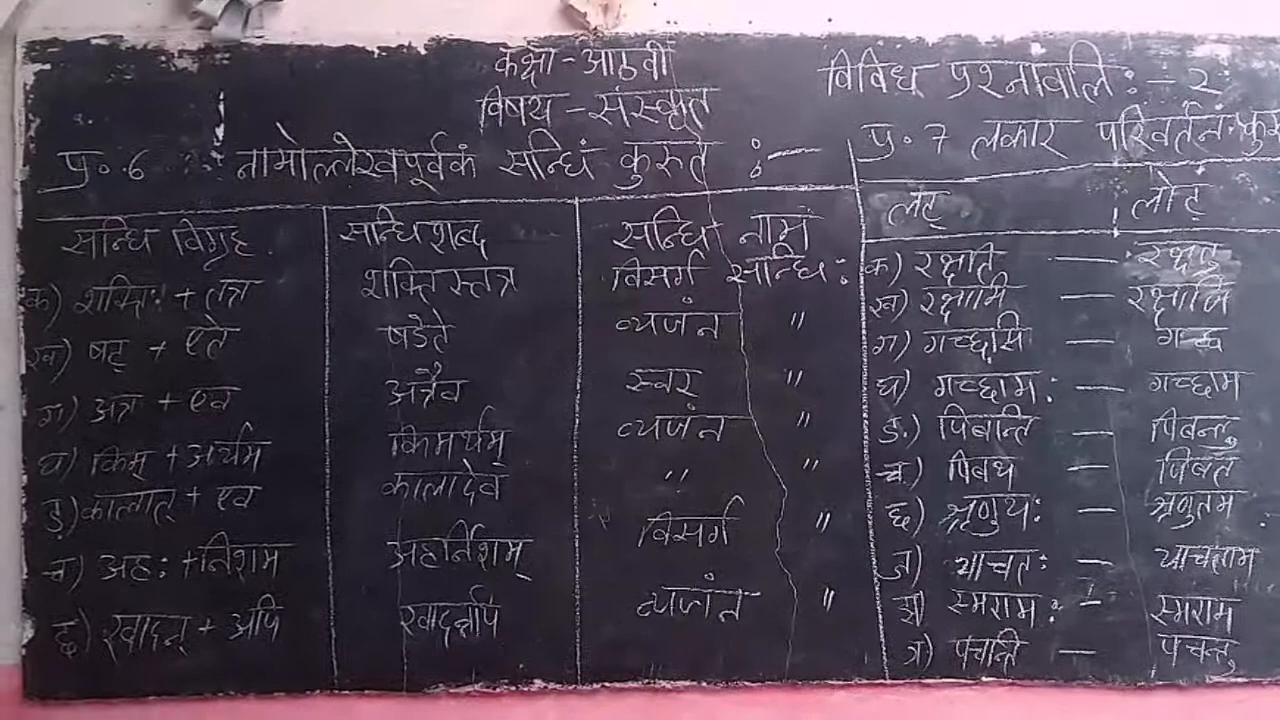 कक्षा - आठवी
विषय - संस्कृत
प्र॰ 6 नामोल्लेखपूर्वकं सन्धिं कुरुत :-
सन्धि विग्रह सन्धि शब्द सन्धि नाम
क) शक्तिः + तत्र शक्तिस्तत्र विसर्ग सन्धि:
ख) षट् + एते षडेते व्यजंन "
ग) अत्र + एव अत्रैव स्वर "
घ) किम् + अर्थम किमर्थम् व्यजंन "
ङ) कालात् + एव कालादेव " "
च) अहः + निशम अहर्निशम् विसर्ग "
छ) खादन् + अपि खादन्नपि व्यजंन "
विविध प्रश्नावलि: - २
प्र॰ 7 लकार परिवर्तनं
लट् लोट्
क) रक्षति — रक्षतु
ख) रक्षामि — रक्षाणि
ग) गच्छसि — गच्छ
घ) गच्छाम: — गच्छाम
ङ) पिबन्ति — पिबन्तु
च) पिबथ — पिबत
छ) श्रृणुथ: — श्रृणुतम
ज) याचत: — याचताम
झ) स्मराम: - स्मराम
ञ) पचन्ति — पचन्तु